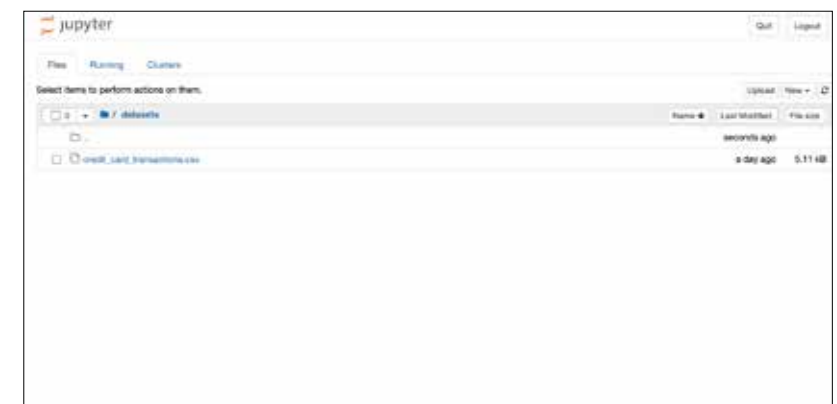 jupyter
Quit Logout
Files Running Clusters
Select items to perform actions on them.
Upload New
0 / datasets
Name Last Modified File size
..
seconds ago
credit_card_transactions.csv
a day ago 5.11 kB